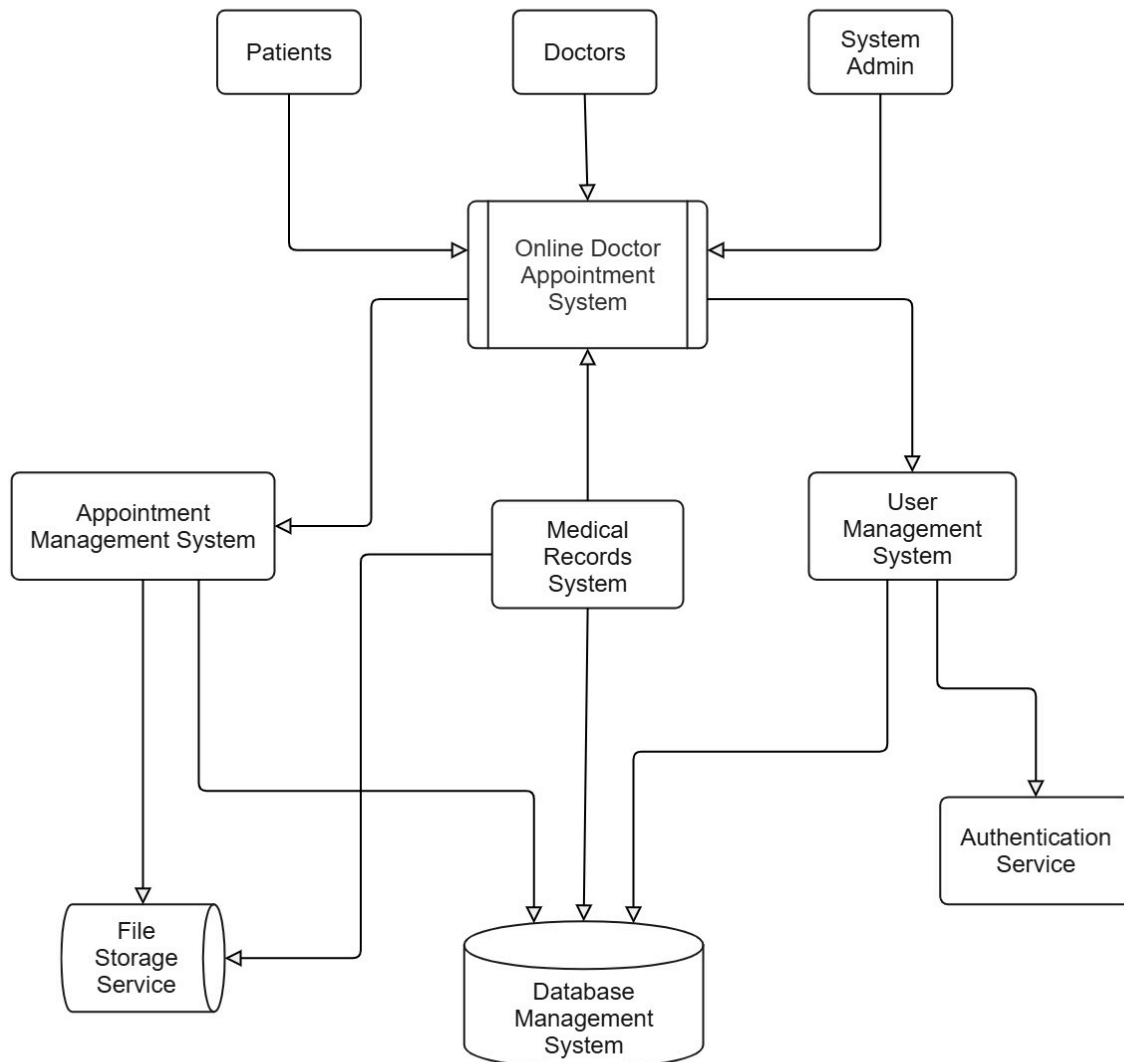 Patients
Doctors
System
Admin
Online Doctor
Appointment
System
Appointment
Management System
Medical
Records
System
User
Management
System
Authentication
Service
File
Storage
Service
Database
Management
System